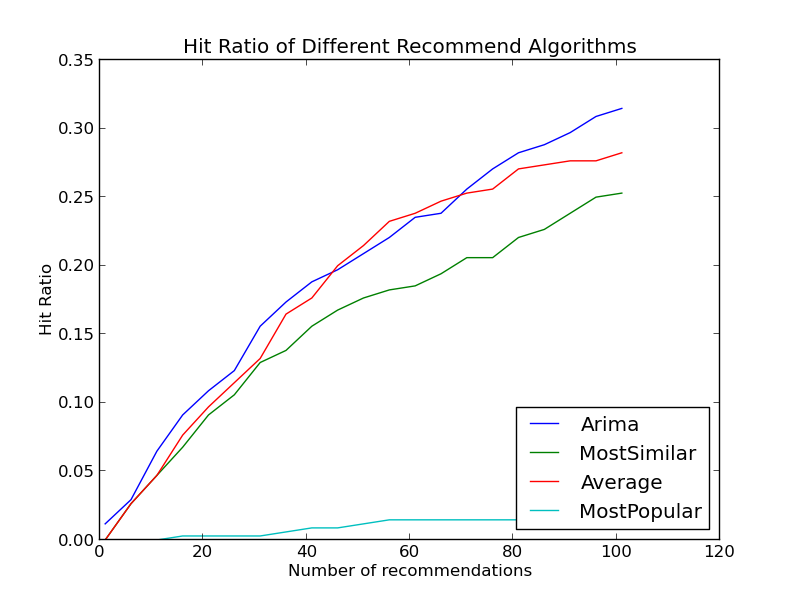 Hit Ratio of Different Recommend Algorithms
0.35
0.30
0.25
0.20
0.15
0.10
0.05
0.00
Hit Ratio
Arima
MostSimilar
Average
MostPopular
0 20 40 60 80 100 120
Number of recommendations